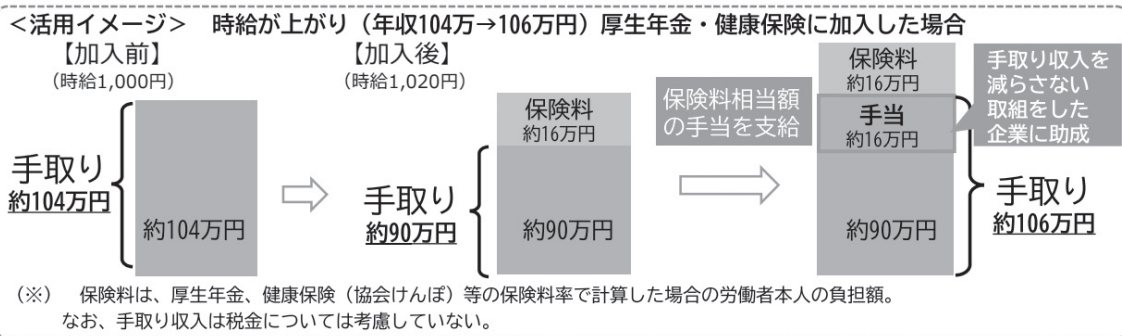 ＜活用イメージ＞　時給が上がり（年収104万→106万円）厚生年金・健康保険に加入した場合
【加入前】
（時給1,000円）
手取り
約104万円
約104万円
【加入後】
（時給1,020円）
保険料
約16万円
手取り
約90万円
約90万円
保険料相当額
の手当を支給
保険料
約16万円
手当
約16万円
約90万円
手取り収入を
減らさない
取組をした
企業に助成
手取り
約106万円
（※）　保険料は、厚生年金、健康保険（協会けんぽ）等の保険料率で計算した場合の労働者本人の負担額。
なお、手取り収入は税金については考慮していない。